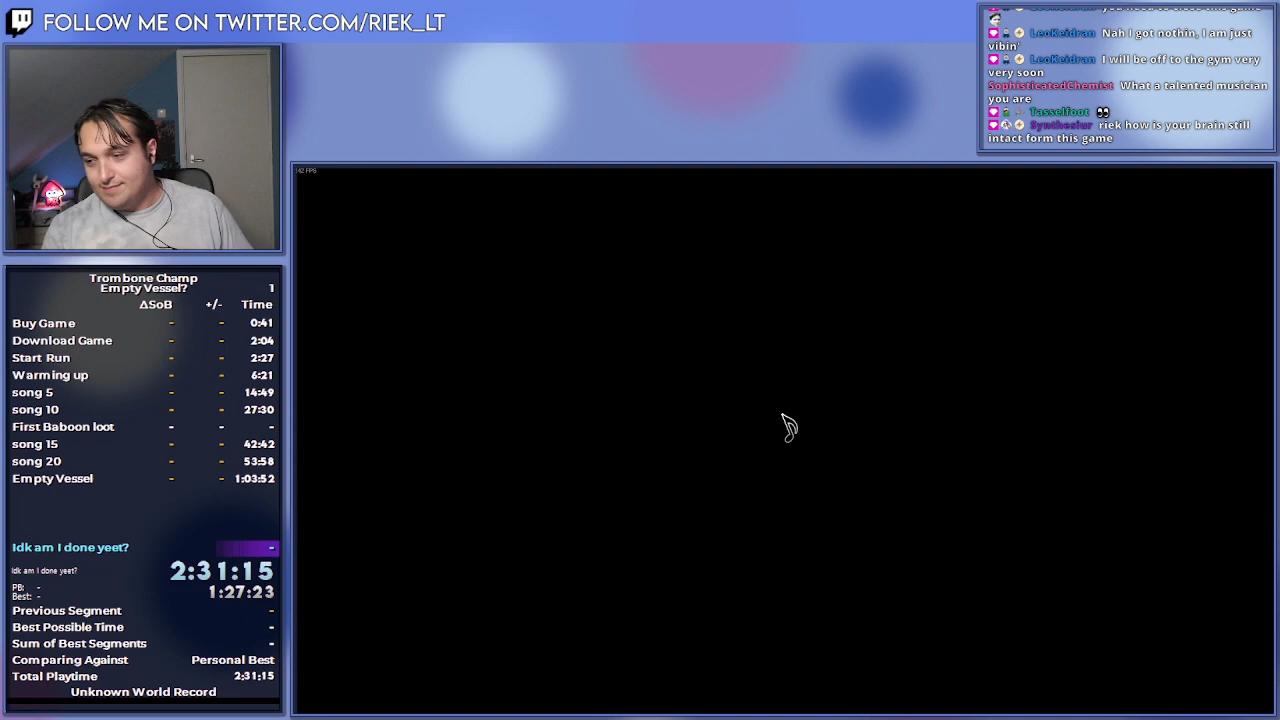 FOLLOW ME ON TWITTER.COM/RIEK_LT
LeoKeidran Nah I got nothin, I am just
vibin'
LeoKeidran I will be off to the gym very
very soon
SophisticatedChemist What a talented musician
you are
Tasselfoot
Synthesiur riek how is your brain still
intact form this game
142 FPS
Trombone Champ
Empty Vessel? 1
ΔSoB +/- Time
Buy Game - - 0:41
Download Game - - 2:04
Start Run - - 2:27
Warming up - - 6:21
song 5 - - 14:49
song 10 - - 27:30
First Baboon loot - - -
song 15 - - 42:42
song 20 - - 53:58
Empty Vessel - - 1:03:52
Idk am I done yeet? -
2:31:15
Idk am I done yeet?
PB: -
Best: -
1:27:23
Previous Segment -
Best Possible Time -
Sum of Best Segments -
Comparing Against Personal Best
Total Playtime 2:31:15
Unknown World Record